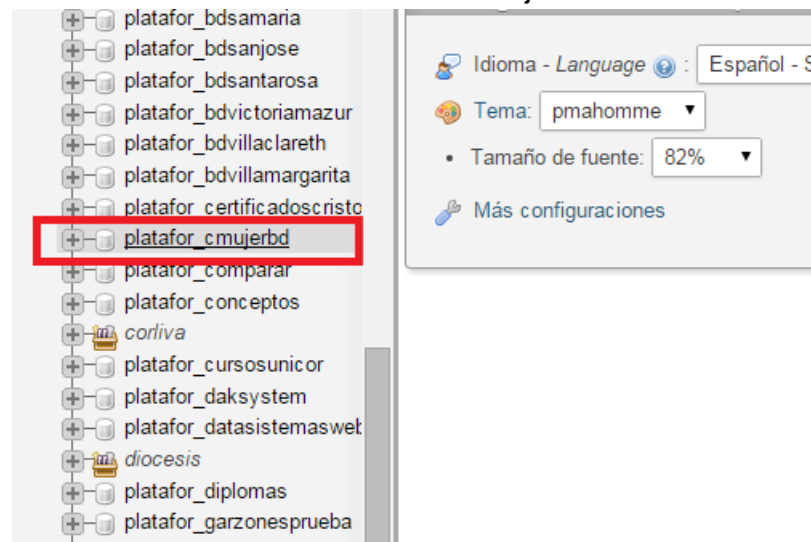 platafor_bdsamaria
platafor_bdsanjose
platafor_bdsantarosa
platafor_bdvictoriamazur
platafor_bdvillaclareth
platafor_bdvillamargarita
platafor_certificadoscristo
platafor_cmujerbd
platafor_comparar
platafor_conceptos
corliva
platafor_cursosunicor
platafor_daksystem
platafor_datasistemasweb
diocesis
platafor_diplomas
platafor_garzonesprueba
Idioma - Language : Español - S
Tema: pmahomme
Tamaño de fuente: 82%
Más configuraciones